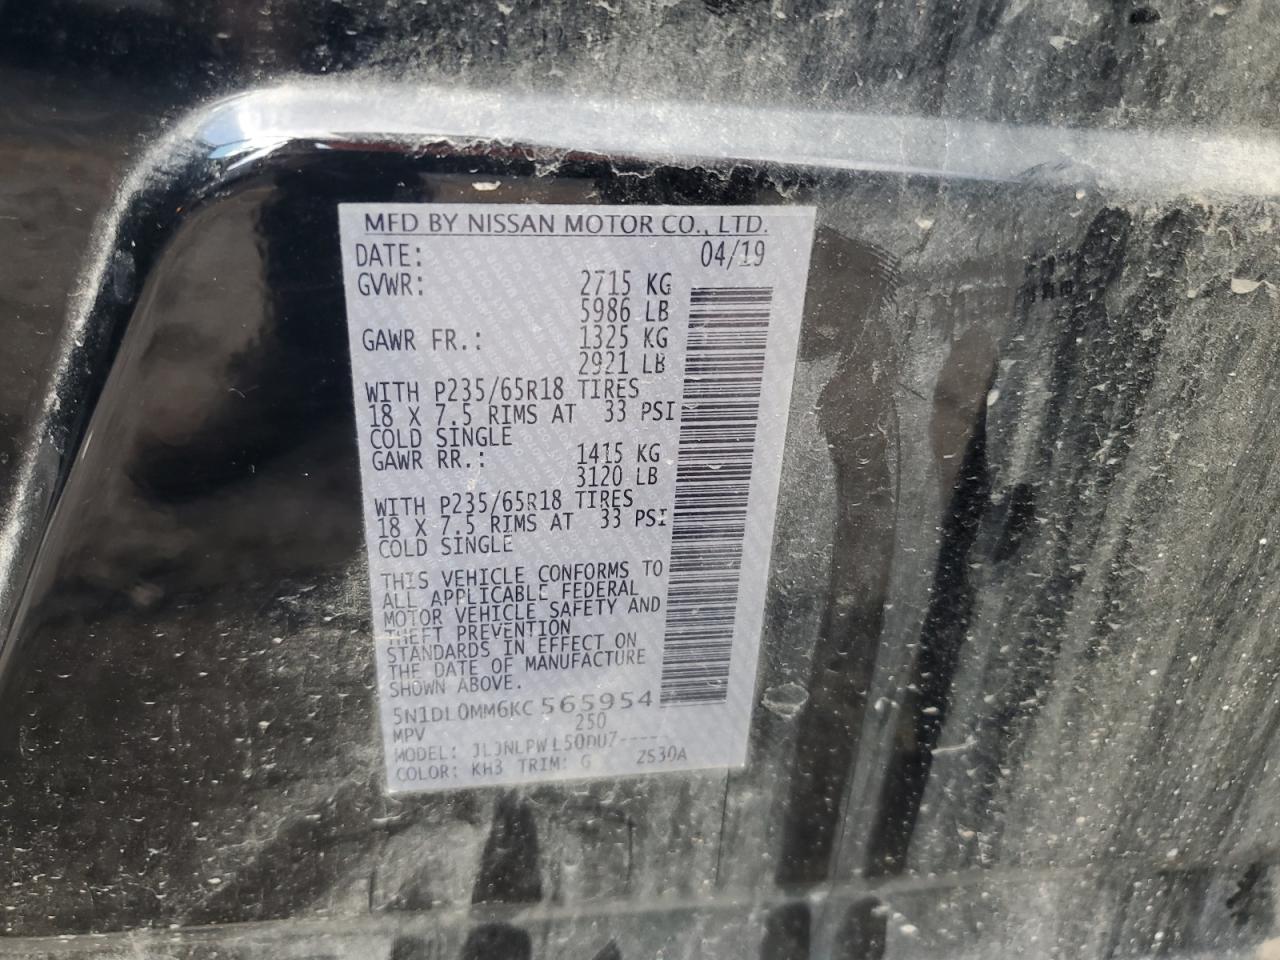 MFD BY NISSAN MOTOR CO., LTD.
DATE: 04/19
GVWR: 2715 KG
5986 LB
GAWR FR.: 1325 KG
2921 LB
WITH P235/65R18 TIRES
18 X 7.5 RIMS AT 33 PSI
COLD SINGLE
GAWR RR.: 1415 KG
3120 LB
WITH P235/65R18 TIRES
18 X 7.5 RIMS AT 33 PSI
COLD SINGLE
THIS VEHICLE CONFORMS TO
ALL APPLICABLE FEDERAL
MOTOR VEHICLE SAFETY AND
THEFT PREVENTION
STANDARDS IN EFFECT ON
THE DATE OF MANUFACTURE
SHOWN ABOVE.
5N1DL0MM6KC 565954
MPV 250
MODEL:
COLOR: KH3 TRIM: G ZS30A